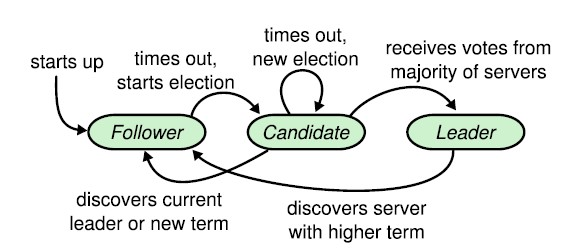 starts up
times out,
starts election
times out,
new election
receives votes from
majority of servers
Follower
Candidate
Leader
discovers current
leader or new term
discovers server
with higher term